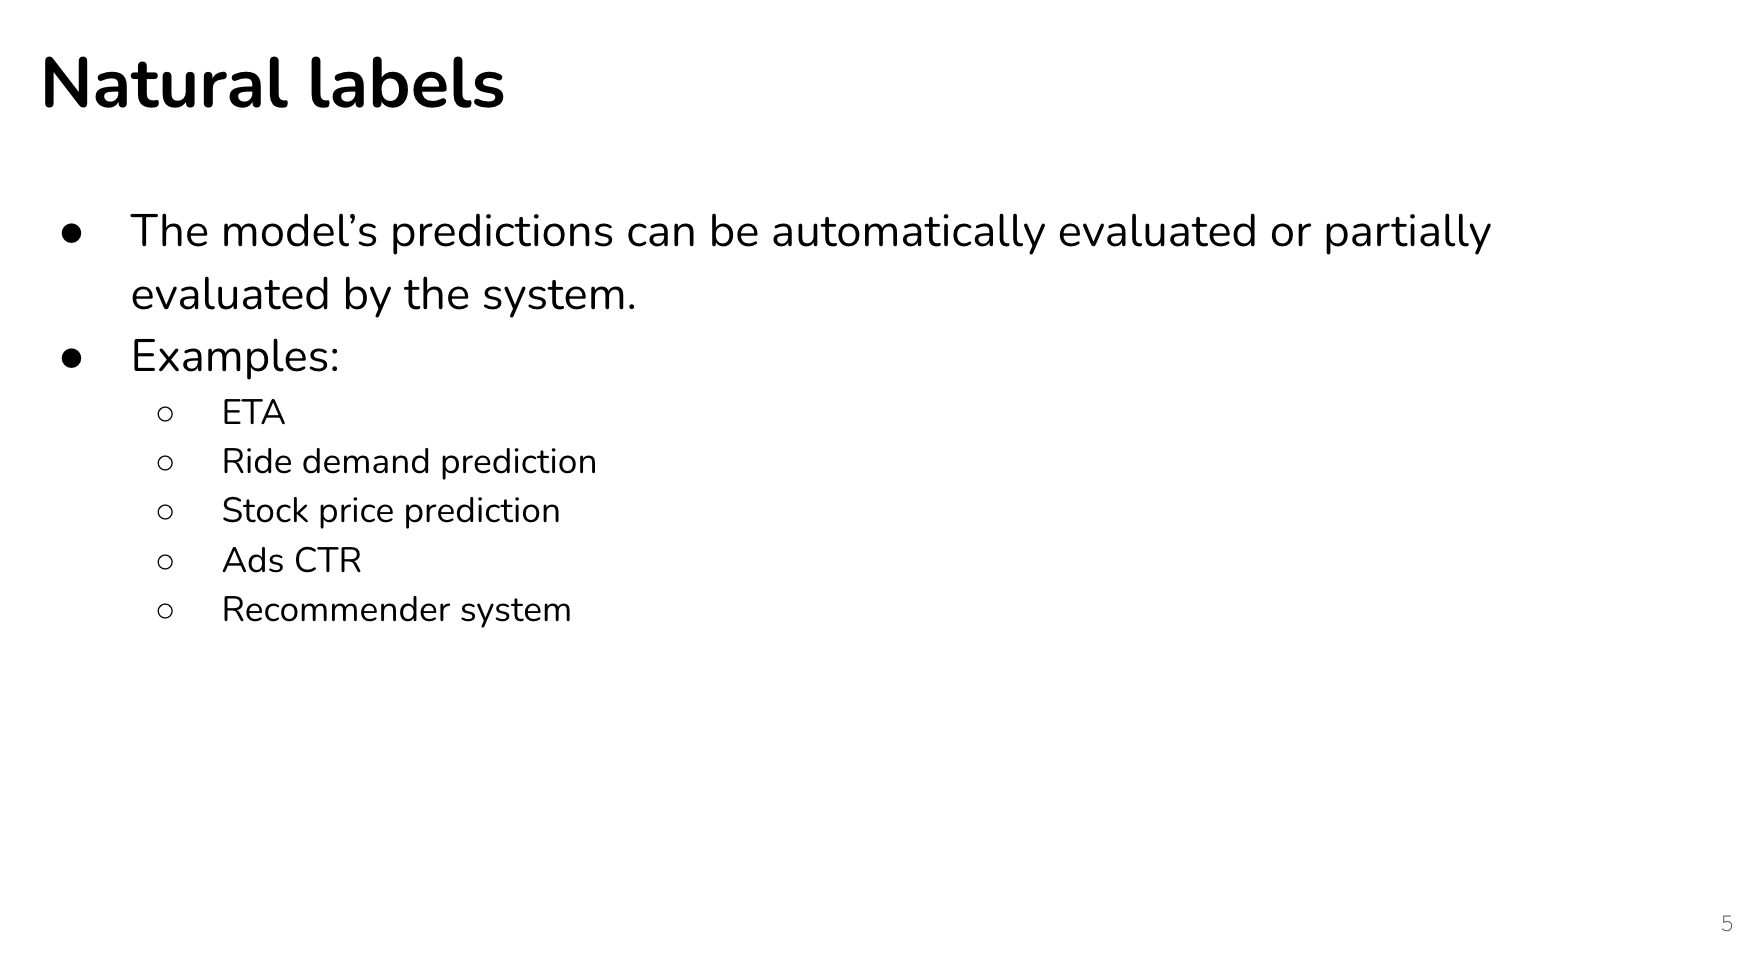 Natural labels
● The model’s predictions can be automatically evaluated or partially
evaluated by the system.
● Examples:
○ ETA
○ Ride demand prediction
○ Stock price prediction
○ Ads CTR
○ Recommender system
5